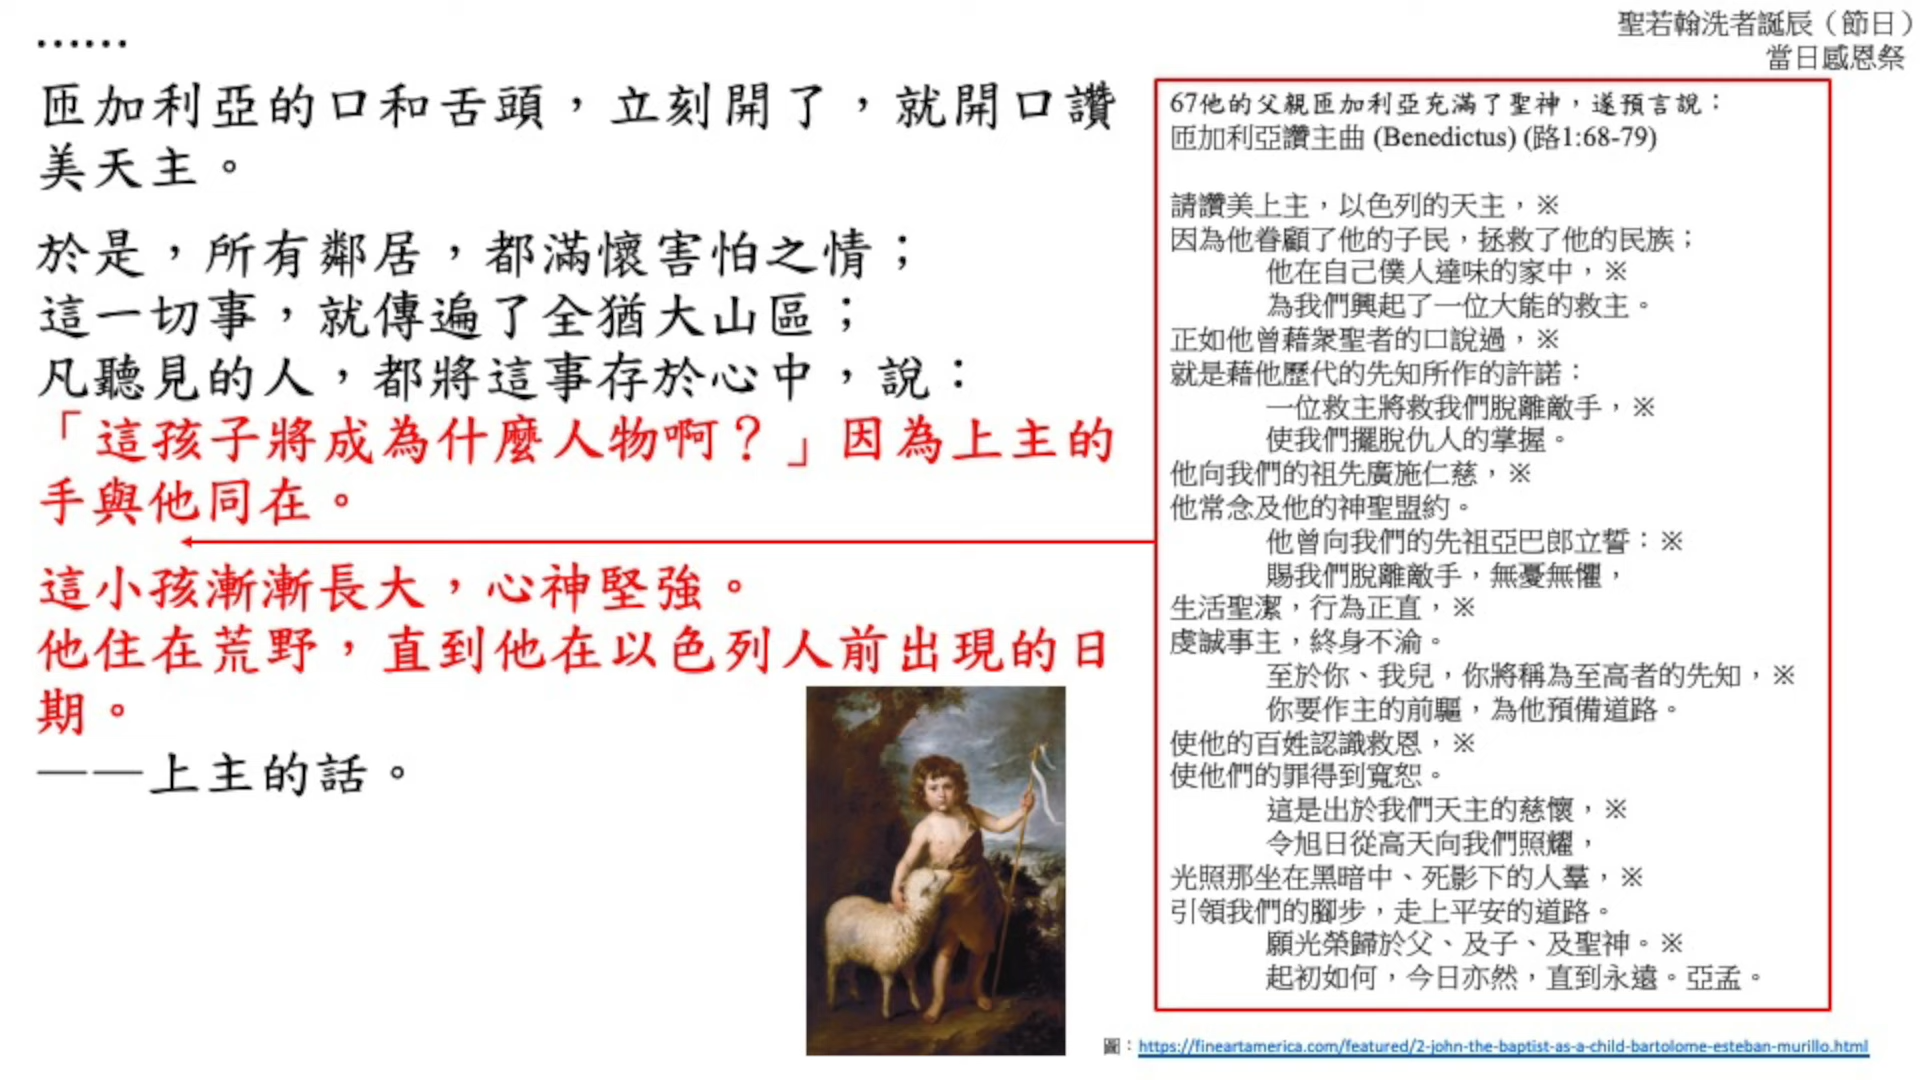 聖若翰洗者誕辰（節日）
當日感恩祭
……
匝加利亞的口和舌頭，立刻開了，就開口讚
美天主。
於是，所有鄰居，都滿懷害怕之情；
這一切事，就傳遍了全猶大山區；
凡聽見的人，都將這事存於心中，說：
「這孩子將成為什麼人物啊？」因為上主的
手與他同在。
這小孩漸漸長大，心神堅強。
他住在荒野，直到他在以色列人前出現的日
期。
——上主的話。
67他的父親匝加利亞充滿了聖神，遂預言說：
匝加利亞讚主曲 (Benedictus) (路1:68-79)
請讚美上主，以色列的天主，※
因為他眷顧了他的子民，拯救了他的民族；
他在自己僕人達味的家中，※
為我們興起了一位大能的救主。
正如他曾藉衆聖者的口說過，※
就是藉他歷代的先知所作的許諾：
一位救主將救我們脫離敵手，※
使我們擺脫仇人的掌握。
他向我們的祖先廣施仁慈，※
他常念及他的神聖盟約。
他曾向我們的先祖亞巴郎立誓：※
賜我們脫離敵手，無憂無懼，
生活聖潔，行為正直，※
虔誠事主，終身不渝。
至於你、我兒，你將稱為至高者的先知，※
你要作主的前驅，為他預備道路。
使他的百姓認識救恩，※
使他們的罪得到寬恕。
這是出於我們天主的慈懷，※
令旭日從高天向我們照耀，
光照那坐在黑暗中、死影下的人羣，※
引領我們的腳步，走上平安的道路。
願光榮歸於父、及子、及聖神。※
起初如何，今日亦然，直到永遠。亞孟。
圖：https://fineartamerica.com/featured/2-john-the-baptist-as-a-child-bartolome-esteban-murillo.html